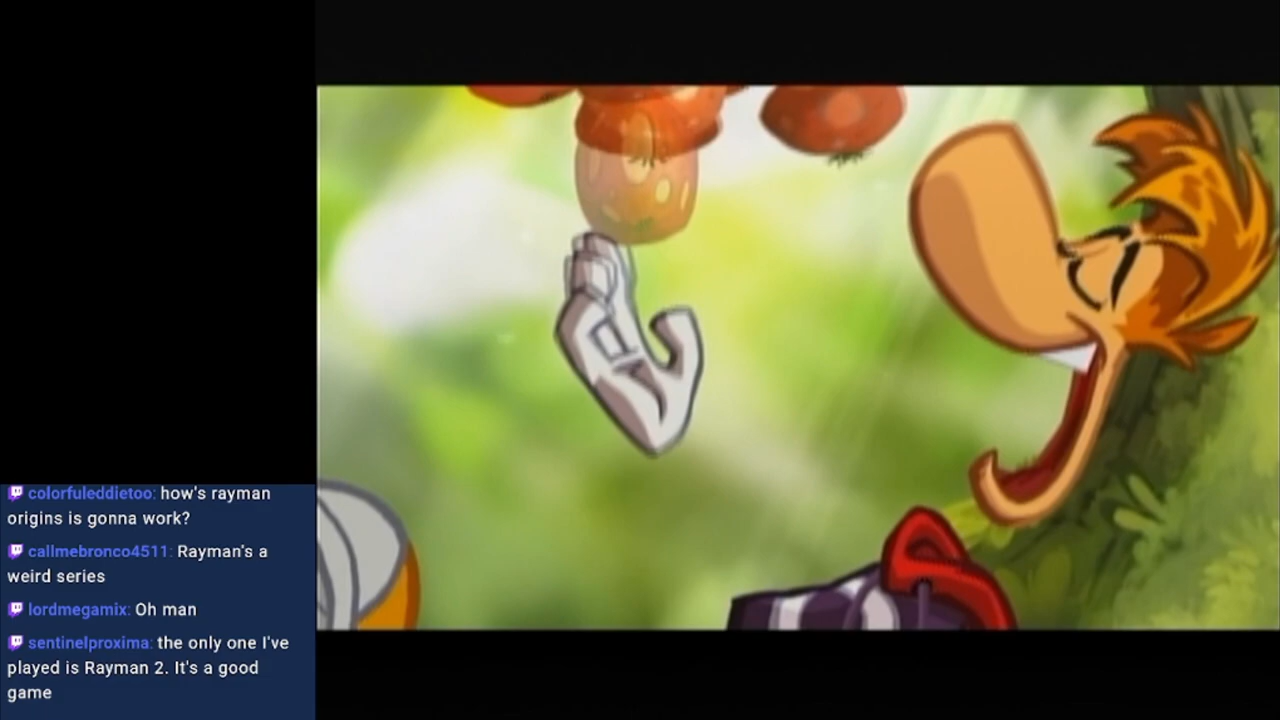 colorfuleddietoo: how's rayman
origins is gonna work?
callmebronco4511: Rayman's a
weird series
lordmegamix: Oh man
sentinelproxima: the only one I've
played is Rayman 2. It's a good
game